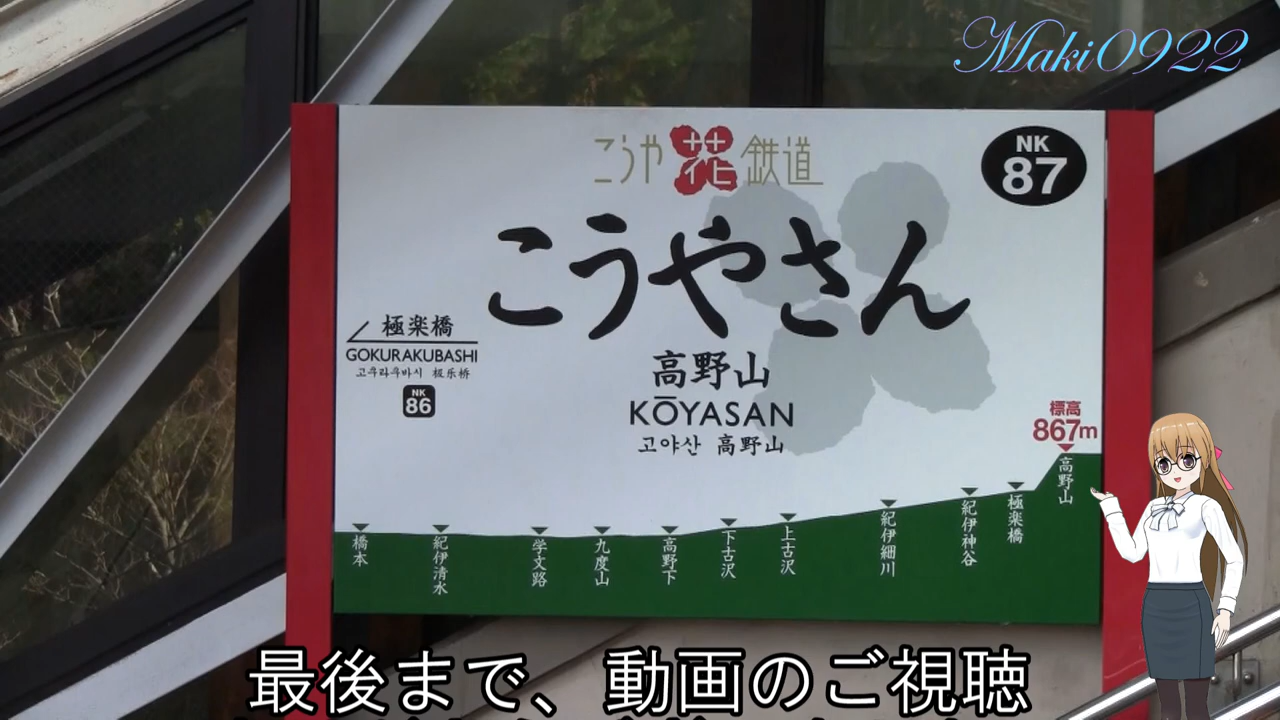 Maki0922
こうや花鉄道
NK
87
こうやさん
高野山
KŌYASAN
고야산 高野山
極楽橋
GOKURAKUBASHI
고쿠라쿠바시 极乐桥
NK
86
標高
867m
橋本
紀伊清水
学文路
九度山
高野下
下古沢
上古沢
紀伊細川
紀伊神谷
極楽橋
高野山
最後まで、動画のご視聴